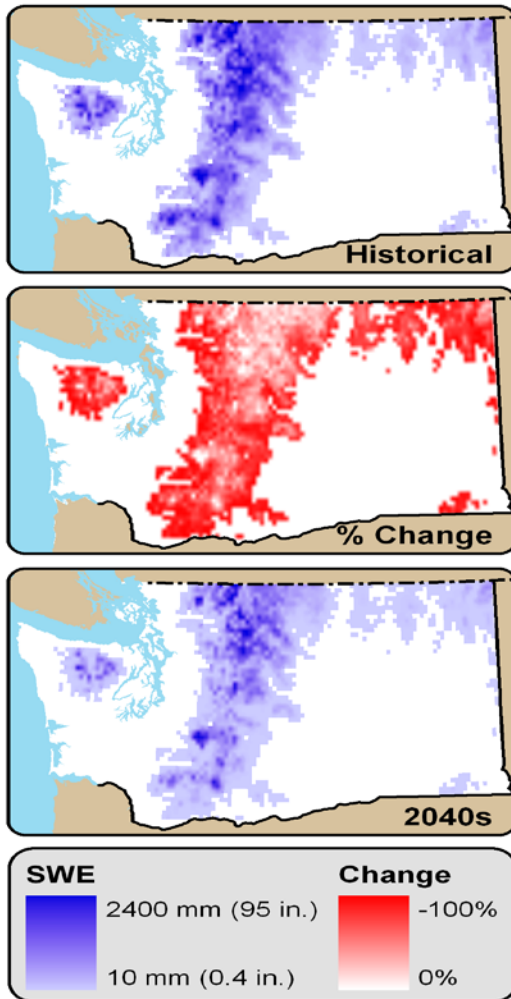 Historical
% Change
2040s
SWE
2400 mm (95 in.)
10 mm (0.4 in.)
Change
-100%
0%